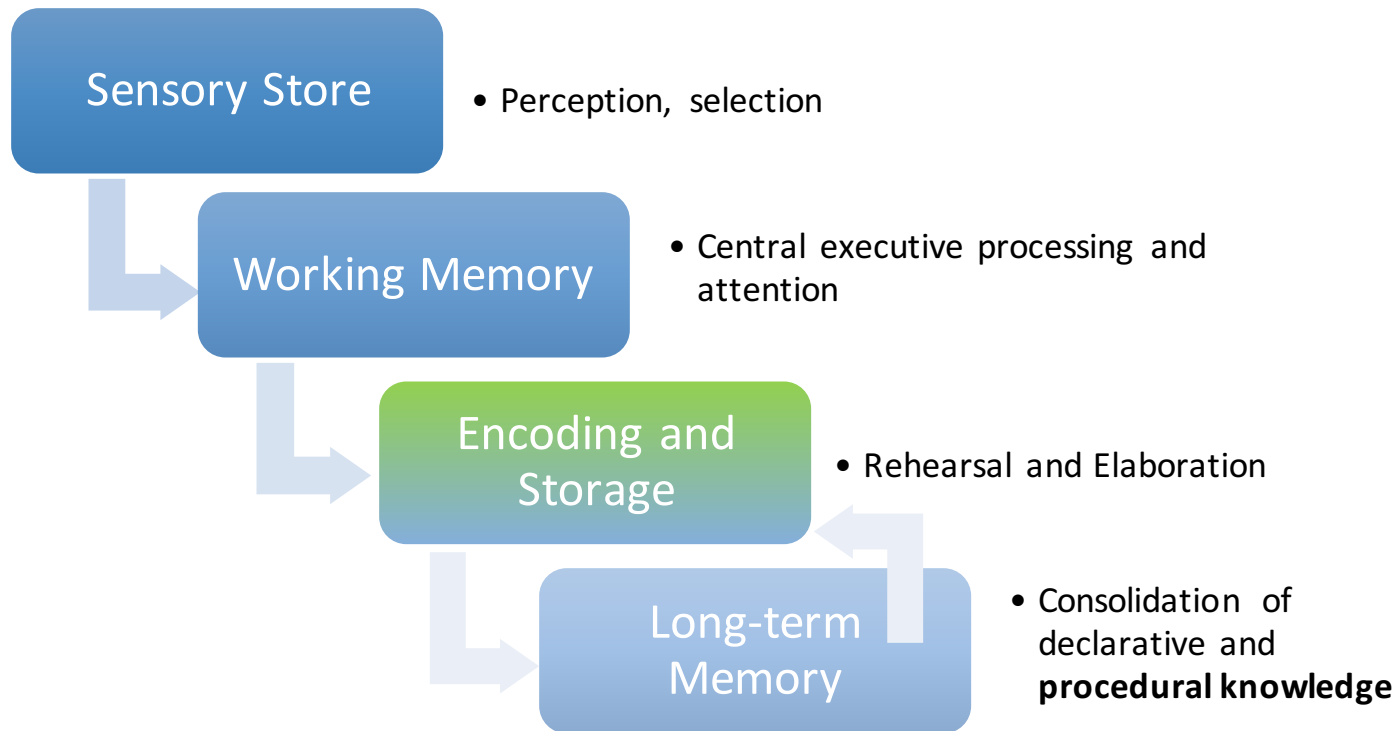 Sensory Store
• Perception, selection
Working Memory
• Central executive processing and
attention
Encoding and
Storage
• Rehearsal and Elaboration
Long-term
Memory
• Consolidation of
declarative and
procedural knowledge